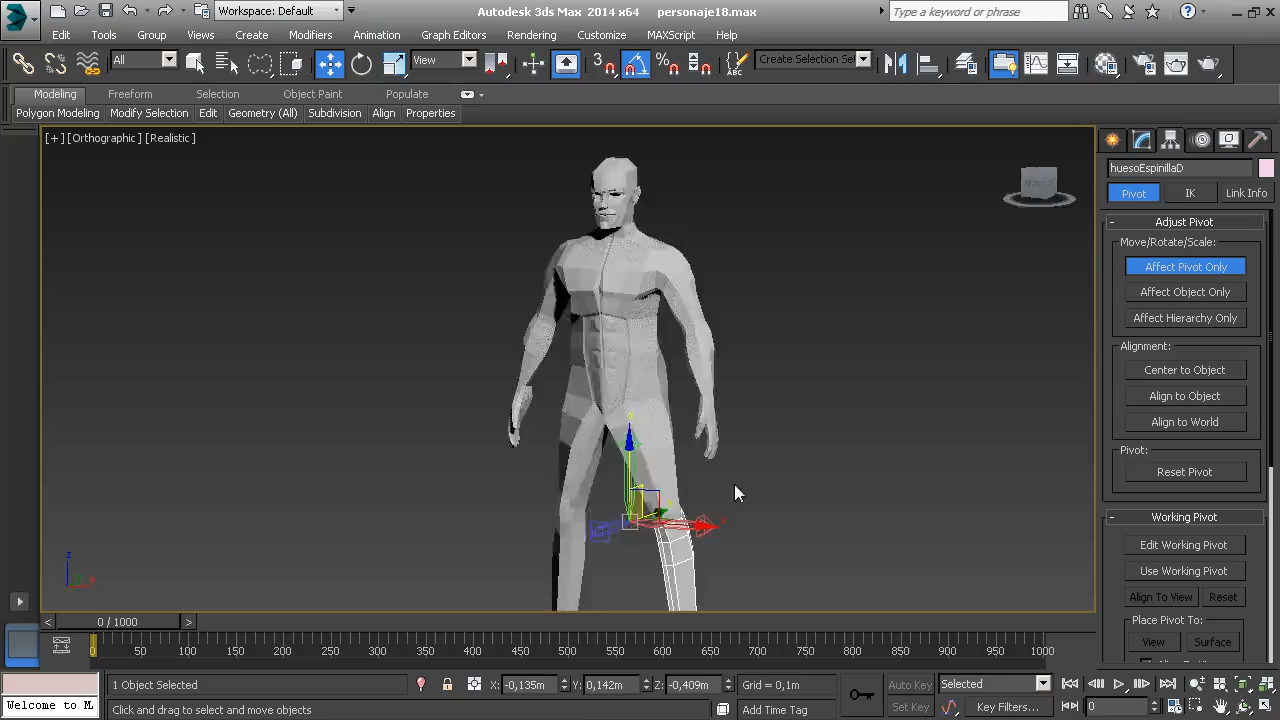 Workspace: Default
Autodesk 3ds Max 2014 x64 personaje18.max
Type a keyword or phrase
Edit Tools Group Views Create Modifiers Animation Graph Editors Rendering Customize MAXScript Help
All
View
3
Create Selection Se
ABC
Modeling Freeform Selection Object Paint Populate
Polygon Modeling Modify Selection Edit Geometry (All) Subdivision Align Properties
[+] [Orthographic] [Realistic]
huesoEspinillaD
Pivot IK Link Info
- Adjust Pivot
Move/Rotate/Scale:
Affect Pivot Only
Affect Object Only
Affect Hierarchy Only
Alignment:
Center to Object
Align to Object
Align to World
Pivot:
Reset Pivot
- Working Pivot
Edit Working Pivot
Use Working Pivot
Align To View Reset
Place Pivot To:
View Surface
z
x
< 0 / 1000 >
0 50 100 150 200 250 300 350 400 450 500 550 600 650 700 750 800 850 900 950 1000
1 Object Selected
X: -0,135m Y: 0,142m Z: -0,409m Grid = 0,1m
Auto Key Selected
Welcome to M
Click and drag to select and move objects
Add Time Tag
Set Key Key Filters...
0